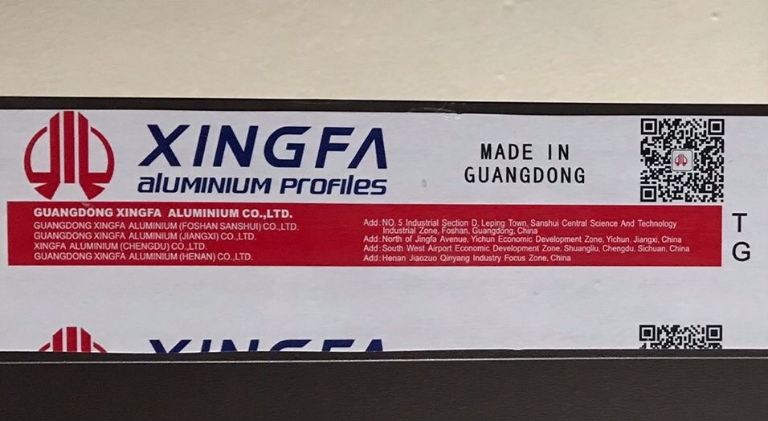 XINGFA
aluminium profiles
MADE IN
GUANGDONG
GUANGDONG XINGFA ALUMINIUM CO.,LTD.
GUANGDONG XINGFA ALUMINIUM (FOSHAN SANSHUI) CO.,LTD.
GUANGDONG XINGFA ALUMINIUM (JIANGXI) CO.,LTD.
XINGFA ALUMINIUM (CHENGDU) CO.,LTD.
GUANGDONG XINGFA ALUMINIUM (HENAN) CO.,LTD.
Add: NO. 5 Industrial Section D, Leping Town, Sanshui Central Science And Technology
Industrial Zone, Foshan, Guangdong, China
Add: North of Jingfa Avenue, Yichun Economic Development Zone, Yichun, Jiangxi, China
Add: South West Airport Economic Development Zone, Shuangliu, Chengdu, Sichuan, China
Add: Henan Jiaozuo Qinyang Industry Focus Zone, China
T
G
XINGFA